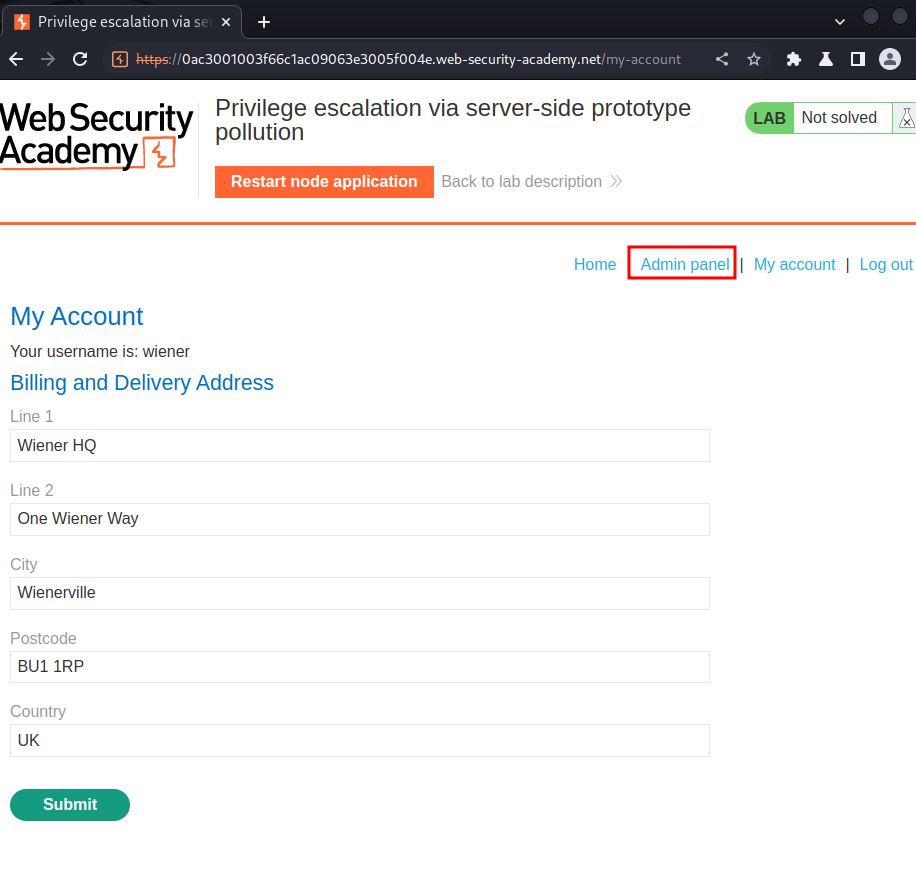 Privilege escalation via ser
https://0ac3001003f66c1ac09063e3005f004e.web-security-academy.net/my-account
Web Security
Academy
Privilege escalation via server-side prototype
pollution
LAB Not solved
Restart node application Back to lab description
Home Admin panel | My account | Log out
My Account
Your username is: wiener
Billing and Delivery Address
Line 1
Wiener HQ
Line 2
One Wiener Way
City
Wienerville
Postcode
BU1 1RP
Country
UK
Submit